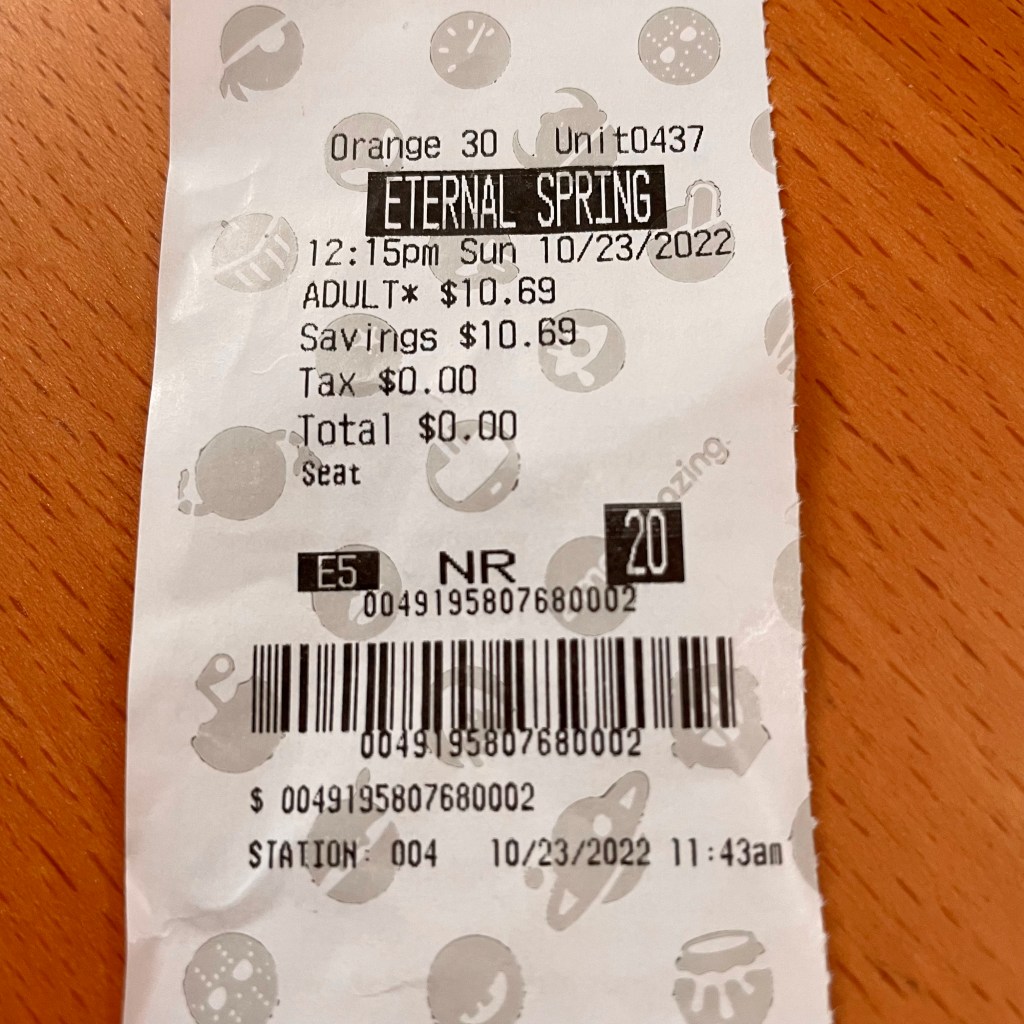 Orange 30 Unit0437
ETERNAL SPRING
12:15pm Sun 10/23/2022
ADULT* $10.69
Savings $10.69
Tax $0.00
Total $0.00
Seat
E5 NR 20
0049195807680002
0049195807680002
$ 0049195807680002
STATION: 004 10/23/2022 11:43am